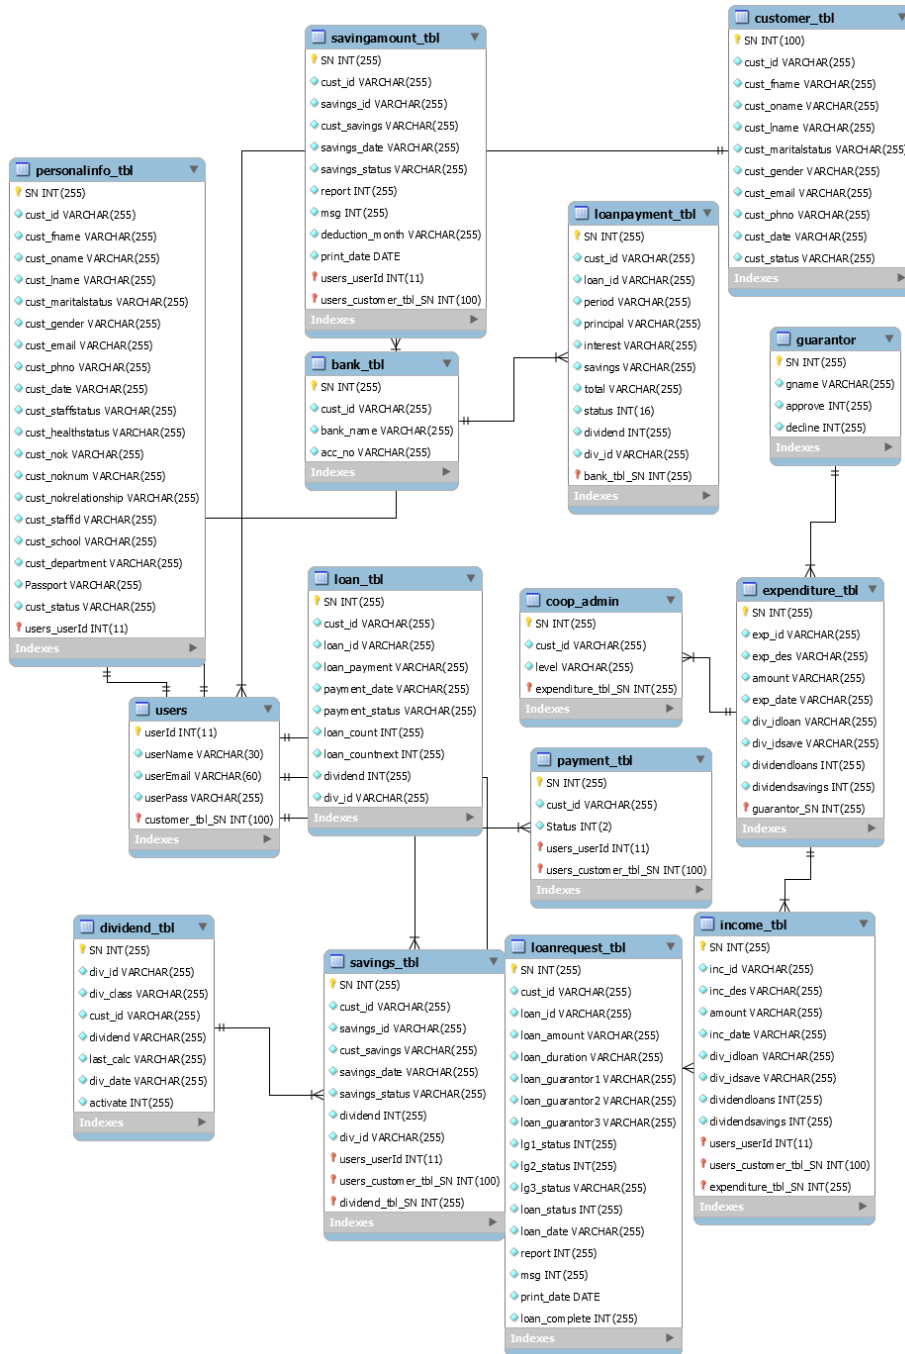 savingamount_tbl
SN INT(255)
cust_id VARCHAR(255)
savings_id VARCHAR(255)
cust_savings VARCHAR(255)
savings_date VARCHAR(255)
savings_status VARCHAR(255)
report INT(255)
msg INT(255)
deduction_month VARCHAR(255)
print_date DATE
users_userId INT(11)
users_customer_tbl_SN INT(100)
Indexes
customer_tbl
SN INT(100)
cust_id VARCHAR(255)
cust_fname VARCHAR(255)
cust_oname VARCHAR(255)
cust_lname VARCHAR(255)
cust_maritalstatus VARCHAR(255)
cust_gender VARCHAR(255)
cust_email VARCHAR(255)
cust_phno VARCHAR(255)
cust_date VARCHAR(255)
cust_status VARCHAR(255)
Indexes
personalinfo_tbl
SN INT(255)
cust_id VARCHAR(255)
cust_fname VARCHAR(255)
cust_oname VARCHAR(255)
cust_lname VARCHAR(255)
cust_maritalstatus VARCHAR(255)
cust_gender VARCHAR(255)
cust_email VARCHAR(255)
cust_phno VARCHAR(255)
cust_date VARCHAR(255)
cust_staffstatus VARCHAR(255)
cust_healthstatus VARCHAR(255)
cust_nok VARCHAR(255)
cust_noknum VARCHAR(255)
cust_nokrelationship VARCHAR(255)
cust_staffid VARCHAR(255)
cust_school VARCHAR(255)
cust_department VARCHAR(255)
Passport VARCHAR(255)
cust_status VARCHAR(255)
users_userId INT(11)
Indexes
loanpayment_tbl
SN INT(255)
cust_id VARCHAR(255)
loan_id VARCHAR(255)
period VARCHAR(255)
principal VARCHAR(255)
interest VARCHAR(255)
savings VARCHAR(255)
total VARCHAR(255)
status INT(16)
dividend INT(255)
div_id VARCHAR(255)
bank_tbl_SN INT(255)
Indexes
guarantor
SN INT(255)
gname VARCHAR(255)
approve INT(255)
decline INT(255)
Indexes
bank_tbl
SN INT(255)
cust_id VARCHAR(255)
bank_name VARCHAR(255)
acc_no VARCHAR(255)
Indexes
loan_tbl
SN INT(255)
cust_id VARCHAR(255)
loan_id VARCHAR(255)
loan_payment VARCHAR(255)
payment_date VARCHAR(255)
payment_status VARCHAR(255)
loan_count INT(255)
loan_countnext INT(255)
dividend INT(255)
div_id VARCHAR(255)
Indexes
coop_admin
SN INT(255)
cust_id VARCHAR(255)
level VARCHAR(255)
expenditure_tbl_SN INT(255)
Indexes
expenditure_tbl
SN INT(255)
exp_id VARCHAR(255)
exp_des VARCHAR(255)
amount VARCHAR(255)
exp_date VARCHAR(255)
div_idloan VARCHAR(255)
div_idsave VARCHAR(255)
dividendloans INT(255)
dividendsavings INT(255)
guarantor_SN INT(255)
Indexes
users
userId INT(11)
userName VARCHAR(30)
userEmail VARCHAR(60)
userPass VARCHAR(255)
customer_tbl_SN INT(100)
Indexes
payment_tbl
SN INT(255)
cust_id VARCHAR(255)
Status INT(2)
users_userId INT(11)
users_customer_tbl_SN INT(100)
Indexes
dividend_tbl
SN INT(255)
div_id VARCHAR(255)
div_class VARCHAR(255)
cust_id VARCHAR(255)
dividend VARCHAR(255)
last_calc VARCHAR(255)
div_date VARCHAR(255)
activate INT(255)
Indexes
savings_tbl
SN INT(255)
cust_id VARCHAR(255)
savings_id VARCHAR(255)
cust_savings VARCHAR(255)
savings_date VARCHAR(255)
savings_status VARCHAR(255)
dividend INT(255)
div_id VARCHAR(255)
users_userId INT(11)
users_customer_tbl_SN INT(100)
dividend_tbl_SN INT(255)
Indexes
loanrequest_tbl
SN INT(255)
cust_id VARCHAR(255)
loan_id VARCHAR(255)
loan_amount VARCHAR(255)
loan_duration VARCHAR(255)
loan_guarantor1 VARCHAR(255)
loan_guarantor2 VARCHAR(255)
loan_guarantor3 VARCHAR(255)
lg1_status INT(255)
lg2_status INT(255)
lg3_status VARCHAR(255)
loan_status INT(255)
loan_date VARCHAR(255)
report INT(255)
msg INT(255)
print_date DATE
loan_complete INT(255)
Indexes
income_tbl
SN INT(255)
inc_id VARCHAR(255)
inc_des VARCHAR(255)
amount VARCHAR(255)
inc_date VARCHAR(255)
div_idloan VARCHAR(255)
div_idsave VARCHAR(255)
dividendloans INT(255)
dividendsavings INT(255)
users_userId INT(11)
users_customer_tbl_SN INT(100)
expenditure_tbl_SN INT(255)
Indexes